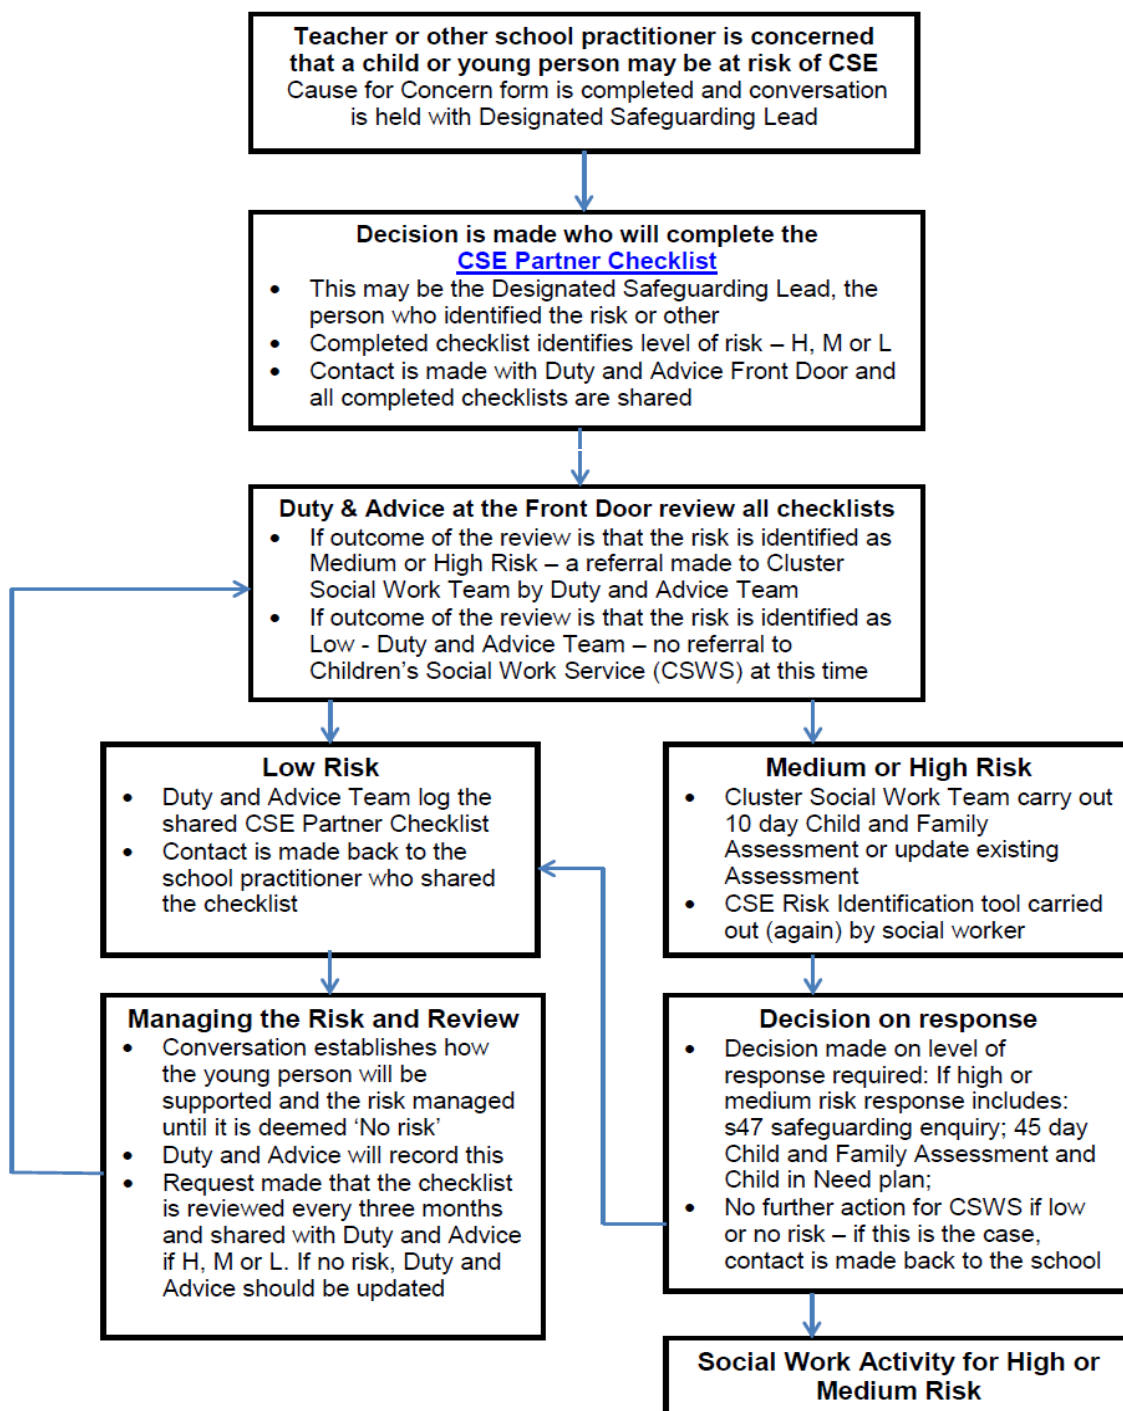 Teacher or other school practitioner is concerned
that a child or young person may be at risk of CSE
Cause for Concern form is completed and conversation
is held with Designated Safeguarding Lead
Decision is made who will complete the
CSE Partner Checklist
• This may be the Designated Safeguarding Lead, the
person who identified the risk or other
• Completed checklist identifies level of risk – H, M or L
• Contact is made with Duty and Advice Front Door and
all completed checklists are shared
Duty & Advice at the Front Door review all checklists
• If outcome of the review is that the risk is identified as
Medium or High Risk – a referral made to Cluster
Social Work Team by Duty and Advice Team
• If outcome of the review is that the risk is identified as
Low - Duty and Advice Team – no referral to
Children's Social Work Service (CSWS) at this time
Low Risk
• Duty and Advice Team log the
shared CSE Partner Checklist
• Contact is made back to the
school practitioner who shared
the checklist
Medium or High Risk
• Cluster Social Work Team carry out
10 day Child and Family
Assessment or update existing
Assessment
• CSE Risk Identification tool carried
out (again) by social worker
Managing the Risk and Review
• Conversation establishes how
the young person will be
supported and the risk managed
until it is deemed 'No risk'
• Duty and Advice will record this
• Request made that the checklist
is reviewed every three months
and shared with Duty and Advice
if H, M or L. If no risk, Duty and
Advice should be updated
Decision on response
• Decision made on level of
response required: If high or
medium risk response includes:
s47 safeguarding enquiry; 45 day
Child and Family Assessment and
Child in Need plan;
• No further action for CSWS if low
or no risk – if this is the case,
contact is made back to the school
Social Work Activity for High or
Medium Risk